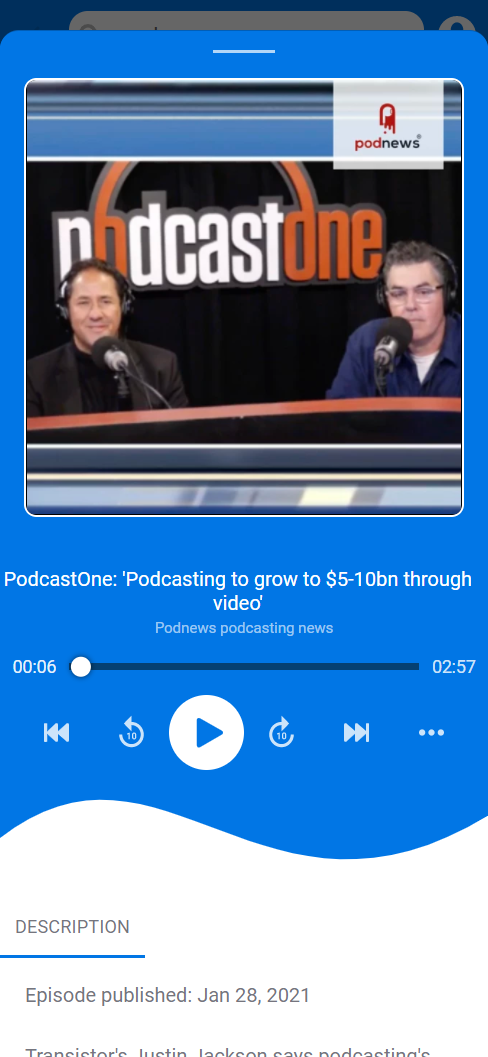 podnews
podcastone
PodcastOne: 'Podcasting to grow to $5-10bn through
video'
Podnews podcasting news
00:06
02:57
10
10
DESCRIPTION
Episode published: Jan 28, 2021
Transistor's Justin Jackson says podcasting's